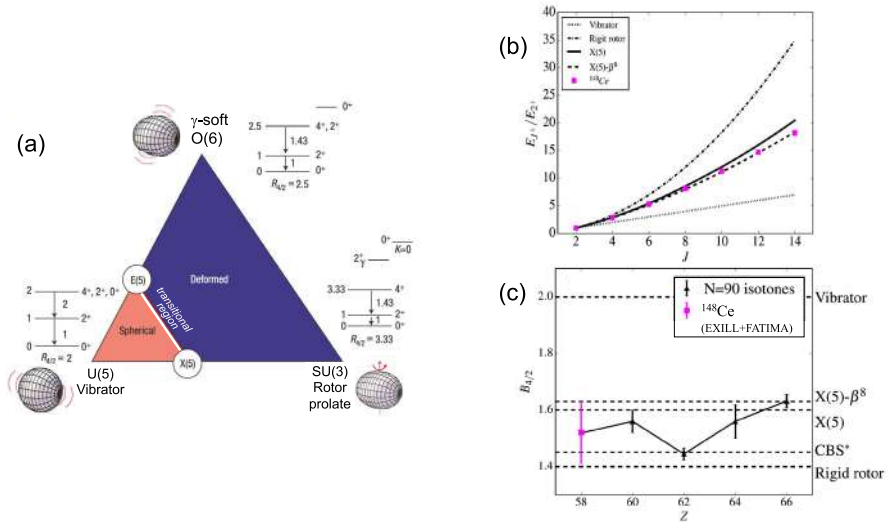 (a)
γ-soft
O(6)
0⁺
2.5
4⁺, 2⁺
1.43
1
2⁺
1
0
0⁺
R₄/₂ = 2.5
0⁺
K=0
2⁺γ
3.33
4⁺
1.43
1
2⁺
0
1
0⁺
R₄/₂ = 3.33
2
4⁺, 2⁺, 0⁺
2
1
2⁺
1
0
0⁺
R₄/₂ = 2
E(5)
Deformed
transitional
region
Spherical
X(5)
U(5)
Vibrator
SU(3)
Rotor
prolate
(b)
Vibrator
Rigit rotor
X(5)
X(5)-β⁸
¹⁴⁸Ce
E_J⁺/E_2⁺
40
35
30
25
20
15
10
5
0
2 4 6 8 10 12 14
J
(c)
N=90 isotones
¹⁴⁸Ce
(EXILL+FATIMA)
B₄/₂
2.0
1.6
1.4
Vibrator
X(5)-β⁸
X(5)
CBS*
Rigid rotor
58 60 62 64 66
Z